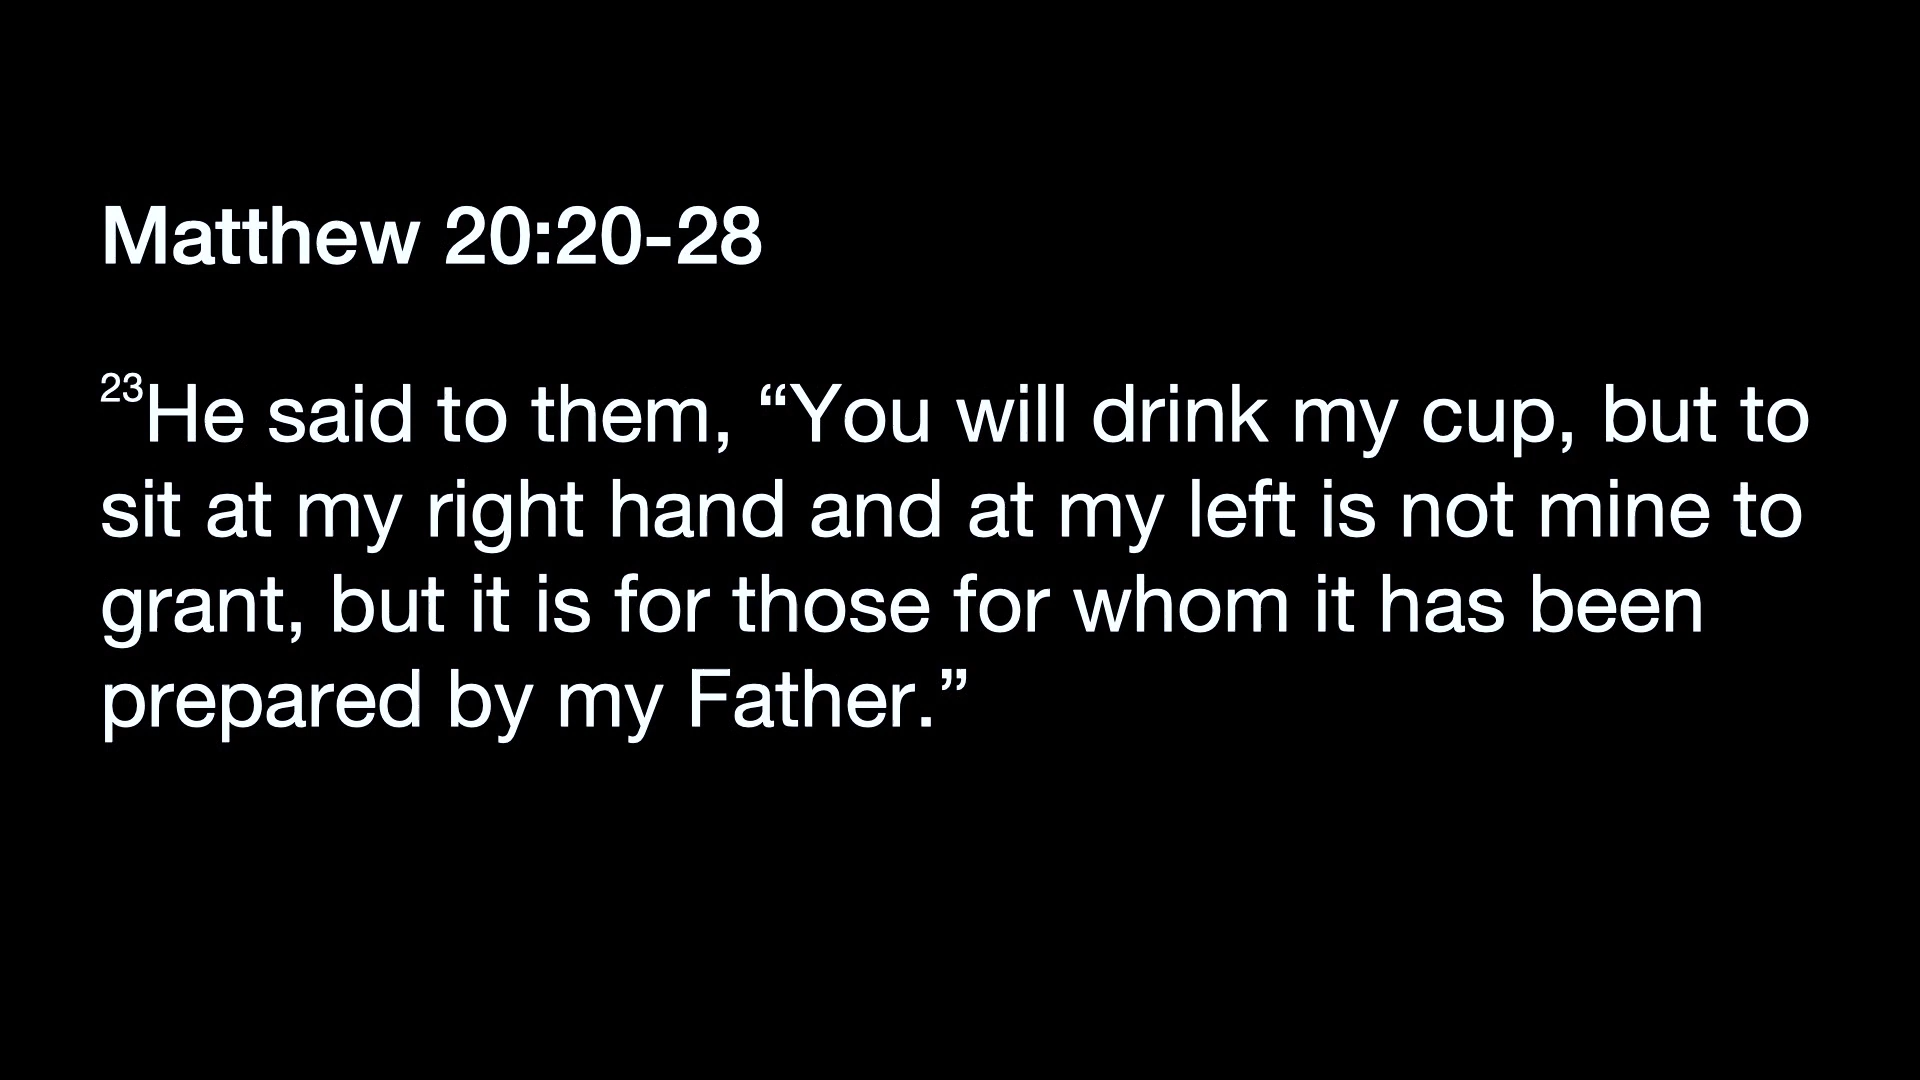 Matthew 20:20-28
23He said to them, “You will drink my cup, but to
sit at my right hand and at my left is not mine to
grant, but it is for those for whom it has been
prepared by my Father.”